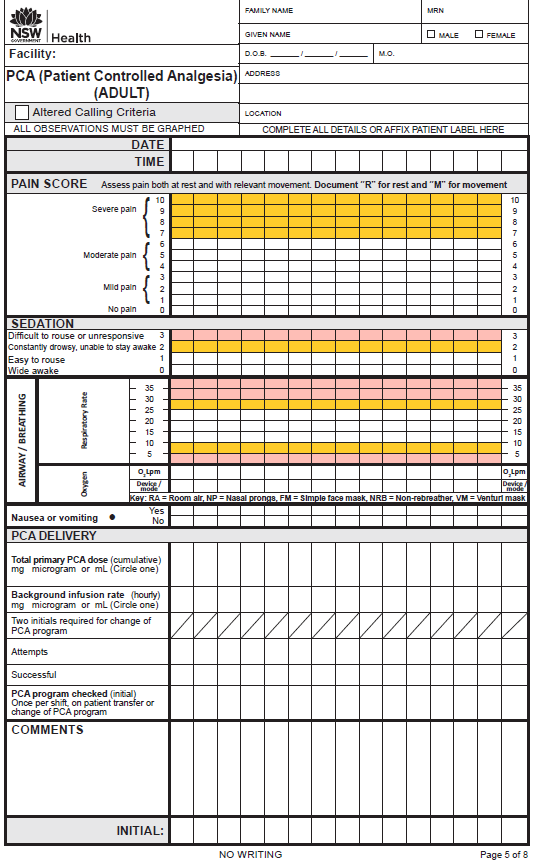 FAMILY NAME
MRN
NSW
GOVERNMENT
Health
GIVEN NAME
MALE
FEMALE
Facility:
D.O.B. _______ / _______ / _______
M.O.
PCA (Patient Controlled Analgesia)
(ADULT)
ADDRESS
Altered Calling Criteria
LOCATION
ALL OBSERVATIONS MUST BE GRAPHED
COMPLETE ALL DETAILS OR AFFIX PATIENT LABEL HERE
DATE
TIME
PAIN SCORE Assess pain both at rest and with relevant movement. Document "R" for rest and "M" for movement
10 10
Severe pain 9 9
8 8
7 7
6 6
Moderate pain 5 5
4 4
3 3
Mild pain 2 2
1 1
No pain 0 0
SEDATION
Difficult to rouse or unresponsive 3 3
Constantly drowsy, unable to stay awake 2 2
Easy to rouse 1 1
Wide awake 0 0
AIRWAY / BREATHING
Respiratory Rate
35 35
30 30
25 25
20 20
15 15
10 10
5 5
Oxygen
O2Lpm O2Lpm
Device / mode Device / mode
Key: RA = Room air, NP = Nasal prongs, FM = Simple face mask, NRB = Non-rebreather, VM = Venturi mask
Nausea or vomiting ● Yes
No
PCA DELIVERY
Total primary PCA dose (cumulative)
mg microgram or mL (Circle one)
Background infusion rate (hourly)
mg microgram or mL (Circle one)
Two initials required for change of
PCA program
Attempts
Successful
PCA program checked (initial)
Once per shift, on patient transfer or
change of PCA program
COMMENTS
INITIAL:
NO WRITING
Page 5 of 8